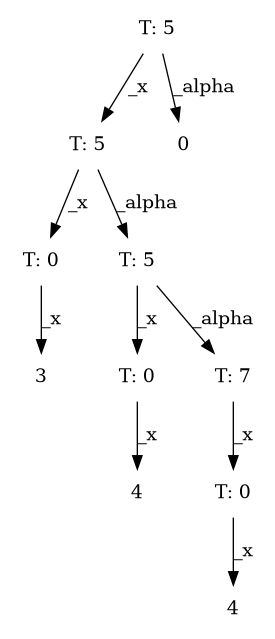 T: 5
_x _alpha
T: 5 0
_x _alpha
T: 0 T: 5
_x _x _alpha
3 T: 0 T: 7
_x _x
4 T: 0
_x
4